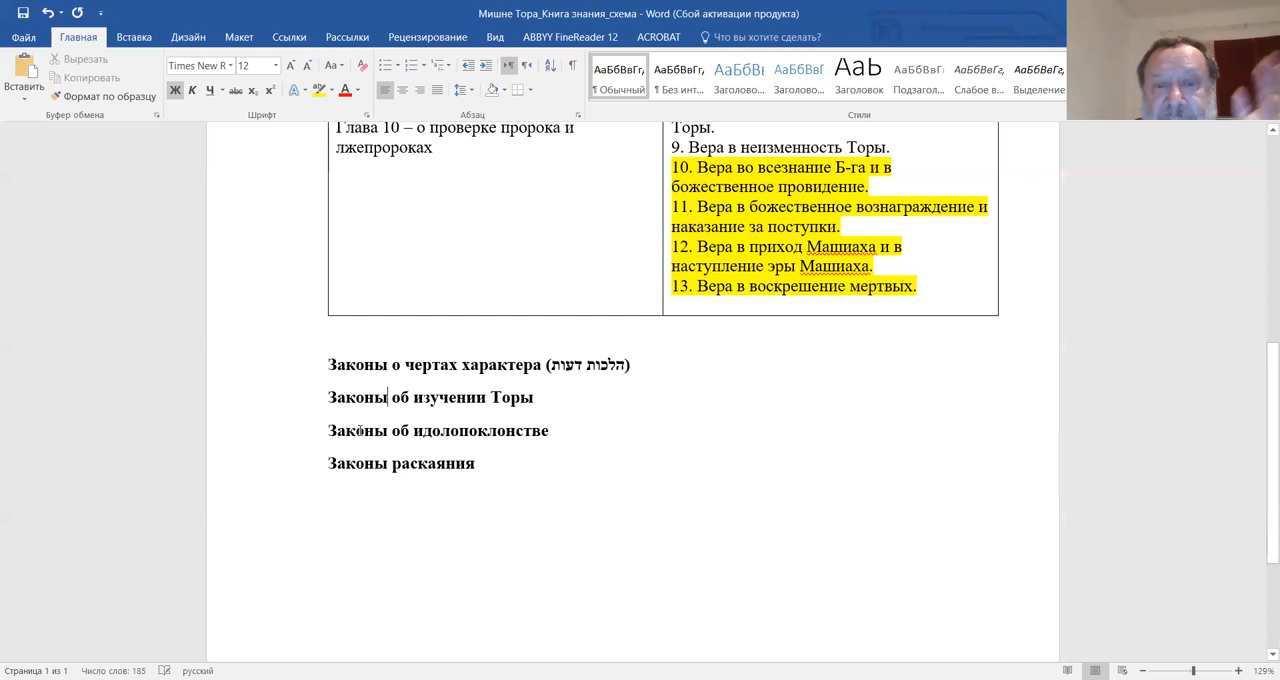 Мишне Тора_Книга знания_схема - Word (Сбой активации продукта)
Файл Главная Вставка Дизайн Макет Ссылки Рассылки Рецензирование Вид ABBYY FineReader 12 ACROBAT Что вы хотите сделать?
Вставить
Вырезать
Копировать
Формат по образцу
Буфер обмена
Times New R 12
Шрифт
Абзац
АаБбВвГг, АаБбВвГг, АаБбВі АаБбВвГ АаЬ АаБбВвГг АаБбВвГг, АаБбВвГг,
¶ Обычный ¶ Без инт... Заголово... Заголово... Заголовок Подзагол... Слабое в... Выделение
Стили
Глава 10 – о проверке пророка и
лжепророках
Торы.
9. Вера в неизменность Торы.
10. Вера во всезнание Б-га и в
божественное провидение.
11. Вера в божественное вознаграждение и
наказание за поступки.
12. Вера в приход Машиаха и в
наступление эры Машиаха.
13. Вера в воскрешение мертвых.
Законы о чертах характера (הלכות דעות)
Законы об изучении Торы
Законы об идолопоклонстве
Законы раскаяния
Страница 1 из 1 Число слов: 185 русский 129%